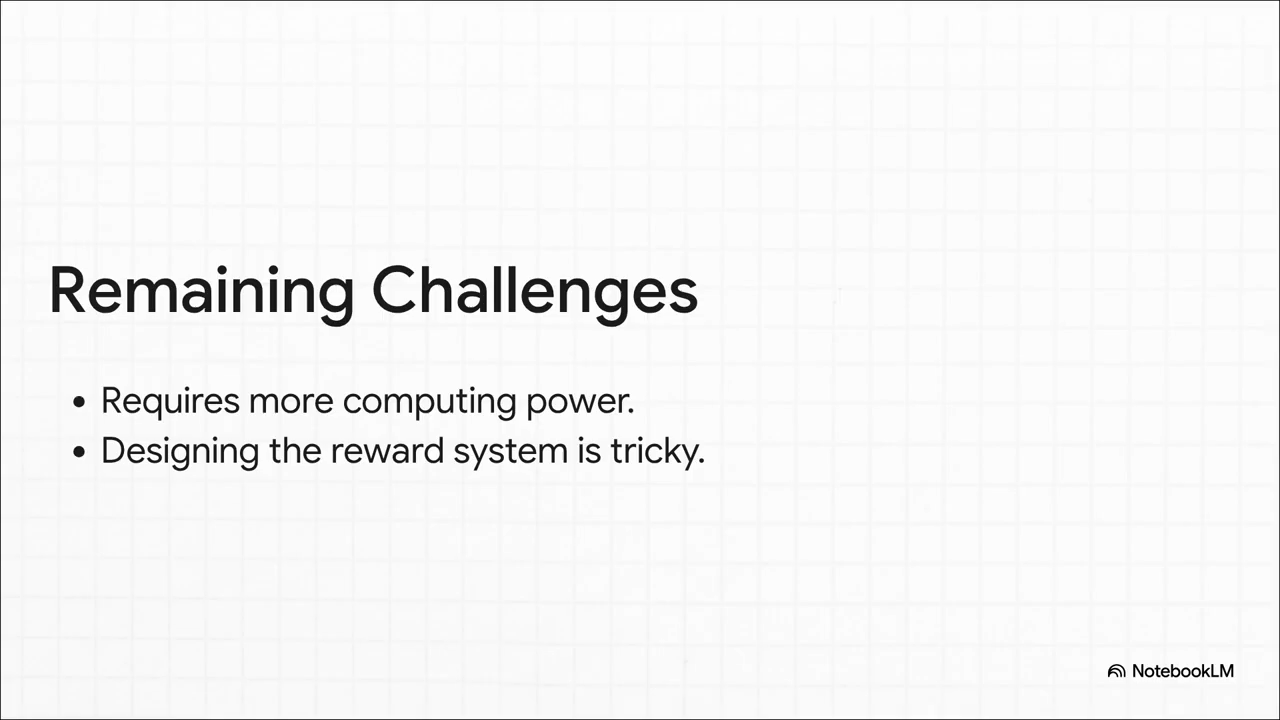 Remaining Challenges
• Requires more computing power.
• Designing the reward system is tricky.
NotebookLM